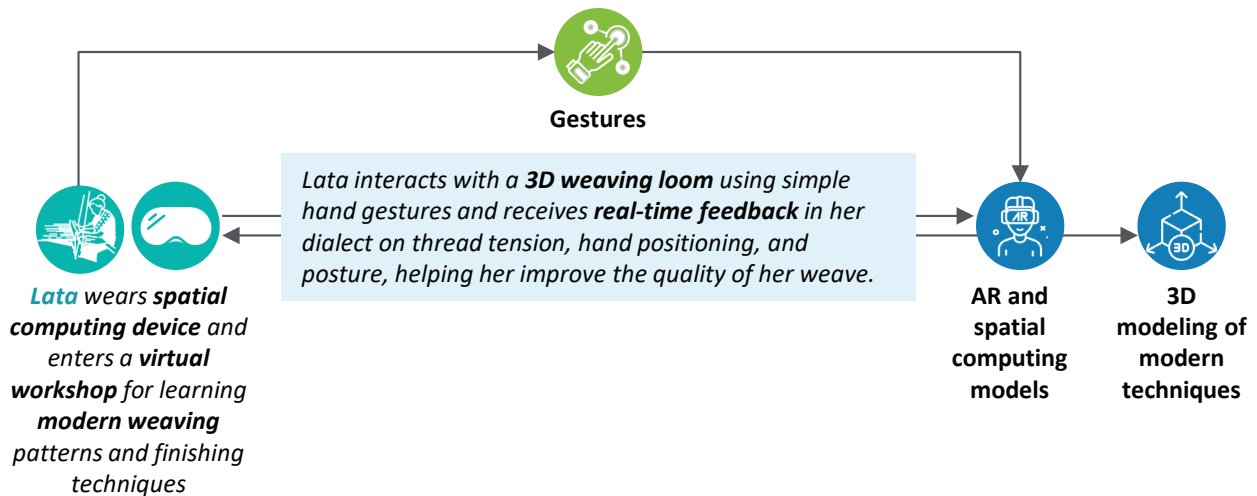 Gestures
Lata interacts with a 3D weaving loom using simple
hand gestures and receives real-time feedback in her
dialect on thread tension, hand positioning, and
posture, helping her improve the quality of her weave.
Lata wears spatial
computing device and
enters a virtual
workshop for learning
modern weaving
patterns and finishing
techniques
AR
AR and
spatial
computing
models
3D
3D
modeling of
modern
techniques